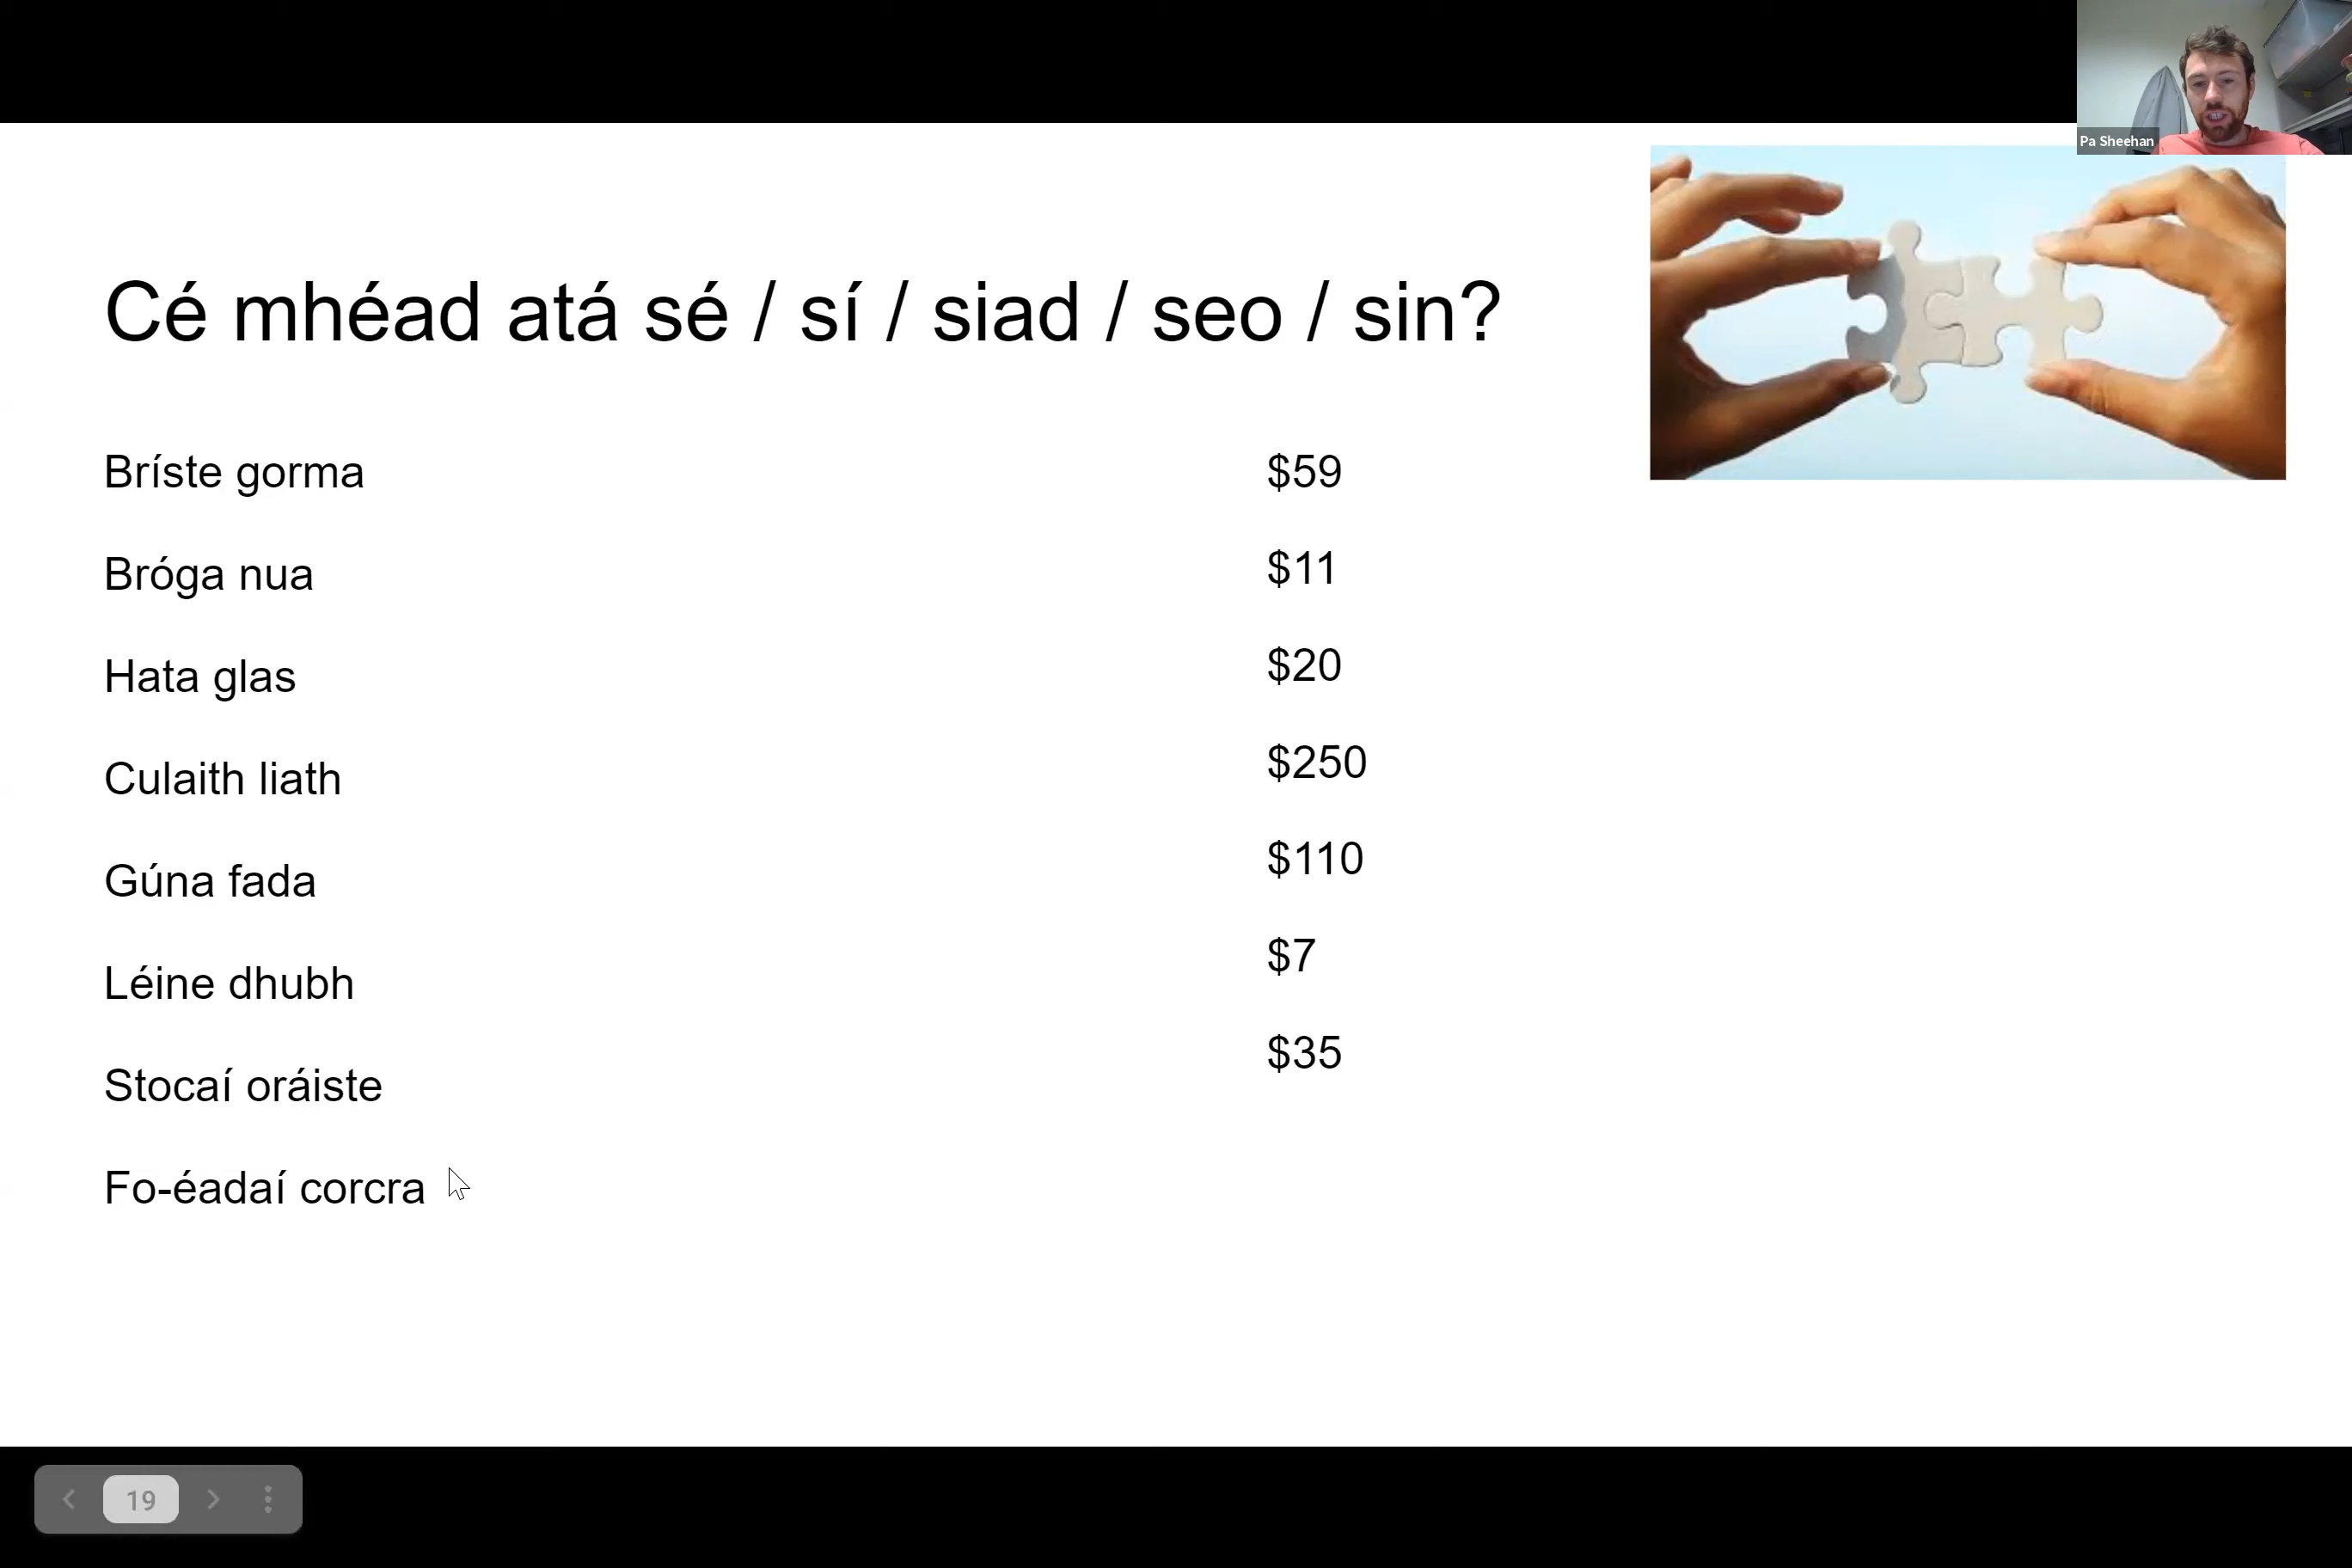 Pa Sheehan
Cé mhéad atá sé / sí / siad / seo / sin?
Bríste gorma
$59
Bróga nua
$11
Hata glas
$20
Culaith liath
$250
Gúna fada
$110
Léine dhubh
$7
Stocaí oráiste
$35
Fo-éadaí corcra
19